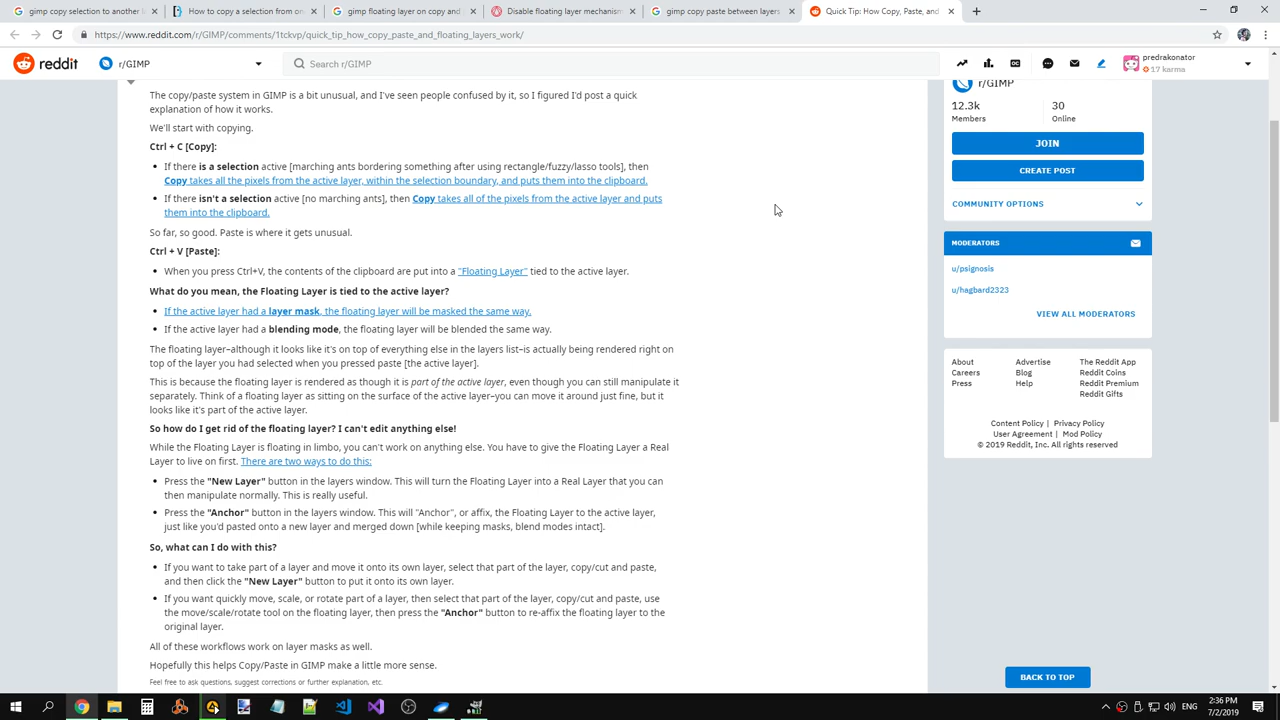 gimp copy selection to another la
How to copy a selection from one
gimp floating layer on copy and
Disable floating layer mechanism
gimp copy paste between layers
Quick Tip: How Copy, Paste, and
https://www.reddit.com/r/GIMP/comments/1tckvp/quick_tip_how_copy_paste_and_floating_layers_work/
reddit
r/GIMP
Search r/GIMP
predrakonator
17 karma
The copy/paste system in GIMP is a bit unusual, and I've seen people confused by it, so I figured I'd post a quick
explanation of how it works.
We'll start with copying.
Ctrl + C [Copy]:
• If there is a selection active [marching ants bordering something after using rectangle/fuzzy/lasso tools], then
Copy takes all the pixels from the active layer, within the selection boundary, and puts them into the clipboard.
• If there isn't a selection active [no marching ants], then Copy takes all of the pixels from the active layer and puts
them into the clipboard.
So far, so good. Paste is where it gets unusual.
Ctrl + V [Paste]:
• When you press Ctrl+V, the contents of the clipboard are put into a "Floating Layer" tied to the active layer.
What do you mean, the Floating Layer is tied to the active layer?
• If the active layer had a layer mask, the floating layer will be masked the same way.
• If the active layer had a blending mode, the floating layer will be blended the same way.
The floating layer–although it looks like it's on top of everything else in the layers list–is actually being rendered right on
top of the layer you had selected when you pressed paste [the active layer].
This is because the floating layer is rendered as though it is part of the active layer, even though you can still manipulate it
separately. Think of a floating layer as sitting on the surface of the active layer–you can move it around just fine, but it
looks like it's part of the active layer.
So how do I get rid of the floating layer? I can't edit anything else!
While the Floating Layer is floating in limbo, you can't work on anything else. You have to give the Floating Layer a Real
Layer to live on first. There are two ways to do this:
• Press the "New Layer" button in the layers window. This will turn the Floating Layer into a Real Layer that you can
then manipulate normally. This is really useful.
• Press the "Anchor" button in the layers window. This will "Anchor", or affix, the Floating Layer to the active layer,
just like you'd pasted onto a new layer and merged down [while keeping masks, blend modes intact].
So, what can I do with this?
• If you want to take part of a layer and move it onto its own layer, select that part of the layer, copy/cut and paste,
and then click the "New Layer" button to put it onto its own layer.
• If you want quickly move, scale, or rotate part of a layer, then select that part of the layer, copy/cut and paste, use
the move/scale/rotate tool on the floating layer, then press the "Anchor" button to re-affix the floating layer to the
original layer.
All of these workflows work on layer masks as well.
Hopefully this helps Copy/Paste in GIMP make a little more sense.
Feel free to ask questions, suggest corrections or further explanation, etc.
r/GIMP
12.3k
30
Members
Online
JOIN
CREATE POST
COMMUNITY OPTIONS
MODERATORS
u/psignosis
u/hagbard2323
VIEW ALL MODERATORS
About
Advertise
The Reddit App
Careers
Blog
Reddit Coins
Press
Help
Reddit Premium
Reddit Gifts
Content Policy | Privacy Policy
User Agreement | Mod Policy
© 2019 Reddit, Inc. All rights reserved
BACK TO TOP
ENG
2:36 PM
7/2/2019